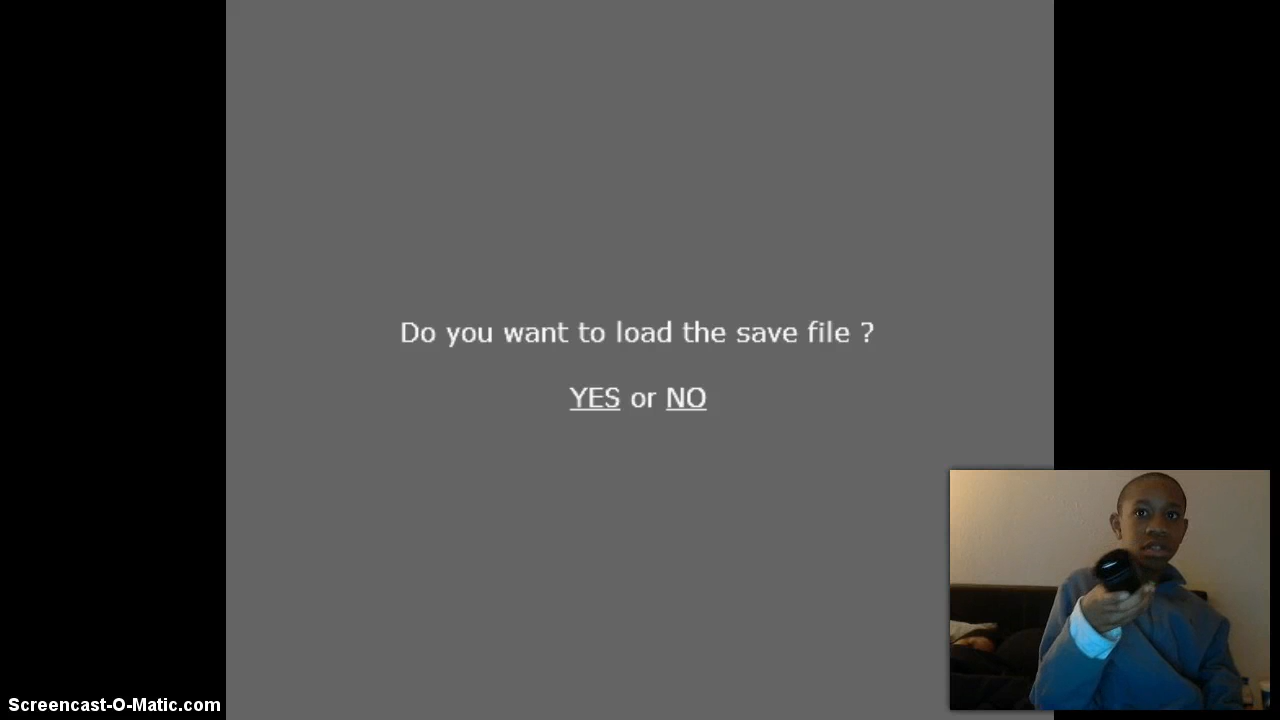 Do you want to load the save file ?
YES or NO
Screencast-O-Matic.com